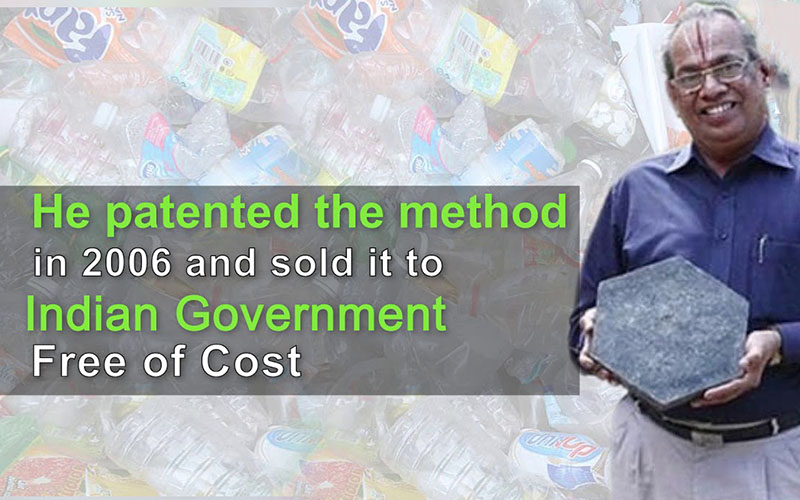 He patented the method
in 2006 and sold it to
Indian Government
Free of Cost